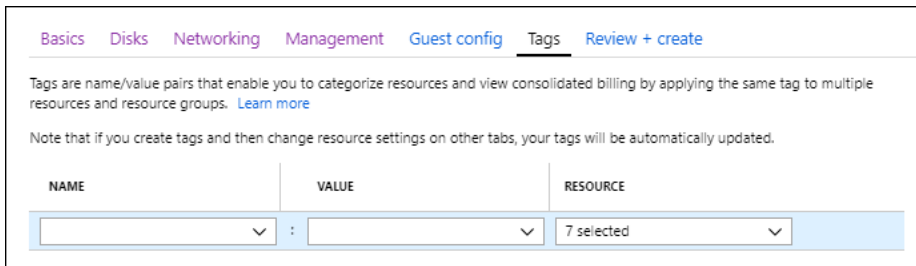 Basics Disks Networking Management Guest config Tags Review + create
Tags are name/value pairs that enable you to categorize resources and view consolidated billing by applying the same tag to multiple
resources and resource groups. Learn more
Note that if you create tags and then change resource settings on other tabs, your tags will be automatically updated.
NAME VALUE RESOURCE
: 7 selected